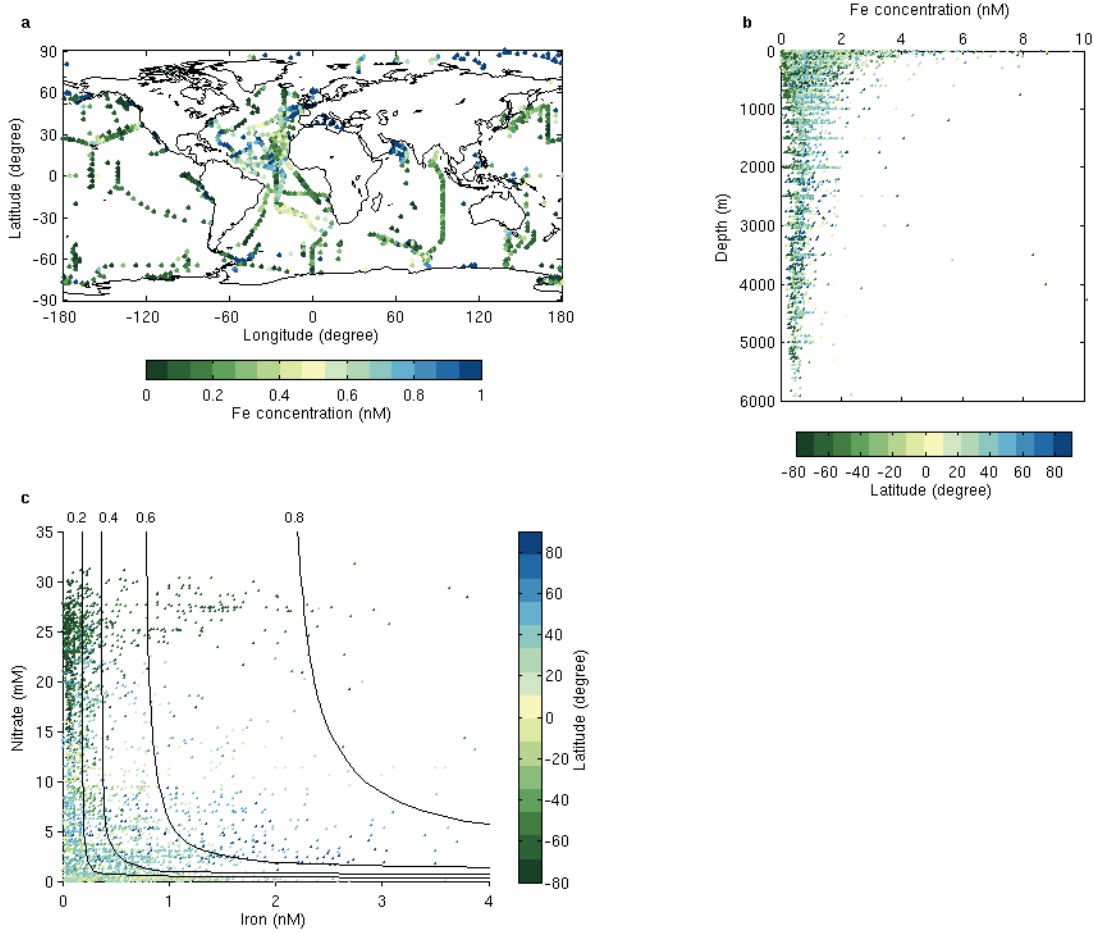 a
90
60
30
0
-30
-60
-90
Latitude (degree)
-180 -120 -60 0 60 120 180
Longitude (degree)
0 0.2 0.4 0.6 0.8 1
Fe concentration (nM)
b
Fe concentration (nM)
0 2 4 6 8 10
0
1000
2000
3000
4000
5000
6000
Depth (m)
-80 -60 -40 -20 0 20 40 60 80
Latitude (degree)
c
0.2 0.4 0.6 0.8
35
30
25
20
15
10
5
0
Nitrate (mM)
0 1 2 3 4
Iron (nM)
80
60
40
20
0
-20
-40
-60
-80
Latitude (degree)